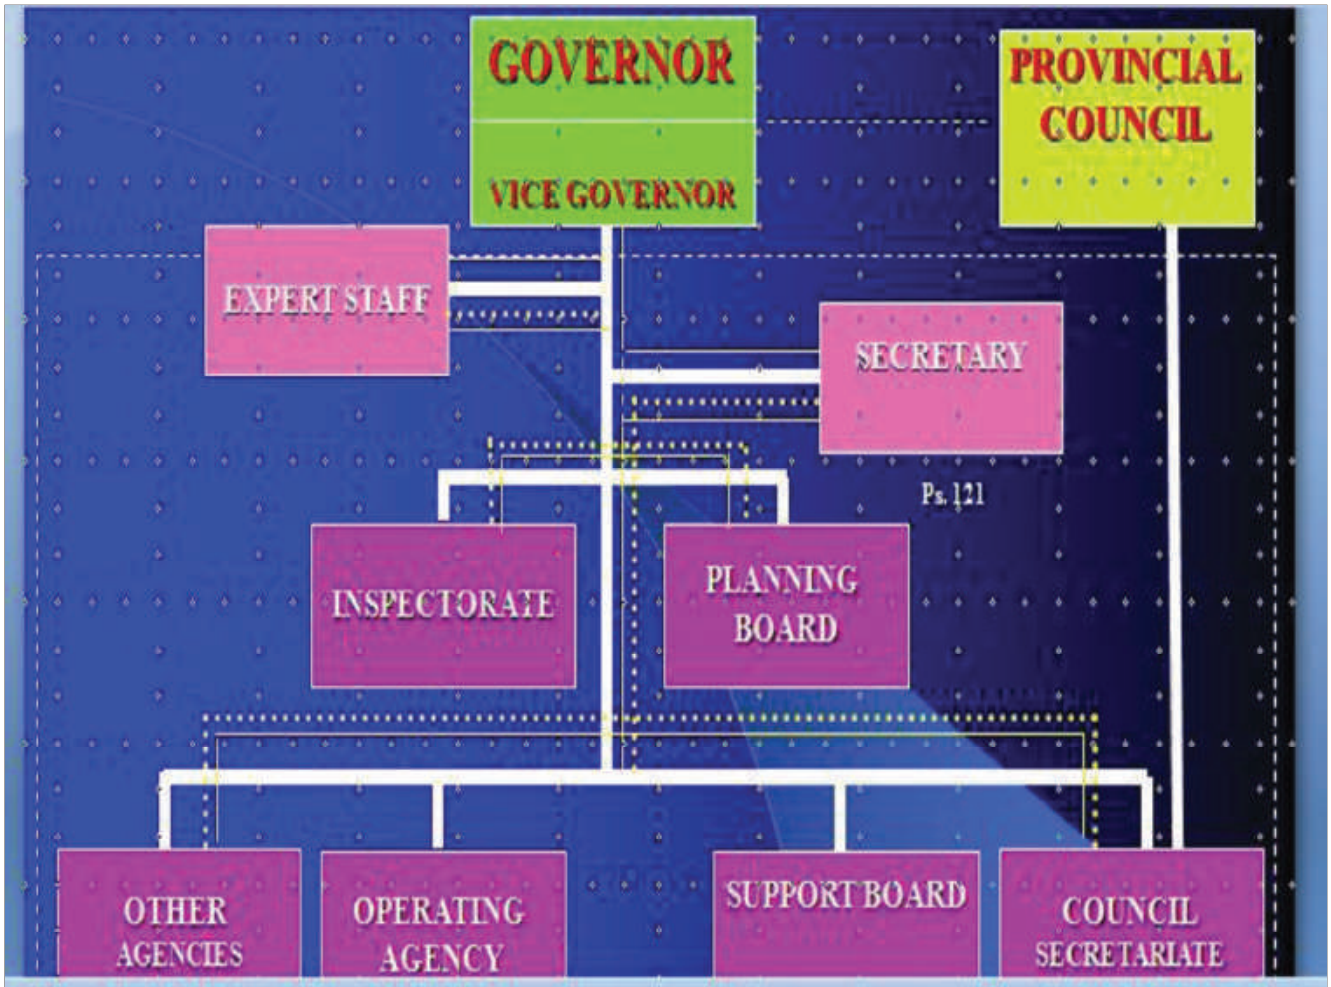 GOVERNOR
VICE GOVERNOR
PROVINCIAL
COUNCIL
EXPERT STAFF
SECRETARY
Ps. 121
INSPECTORATE
PLANNING
BOARD
OTHER
AGENCIES
OPERATING
AGENCY
SUPPORT BOARD
COUNCIL
SECRETARIATE